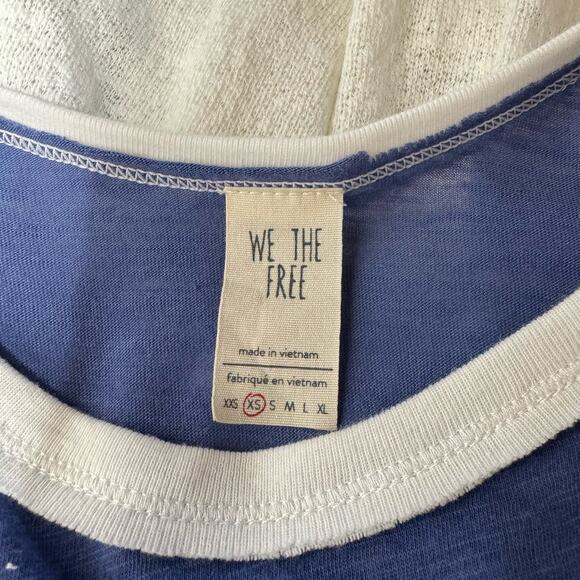 WE THE
FREE
made in vietnam
fabriqué en vietnam
XXS XS S M L XL